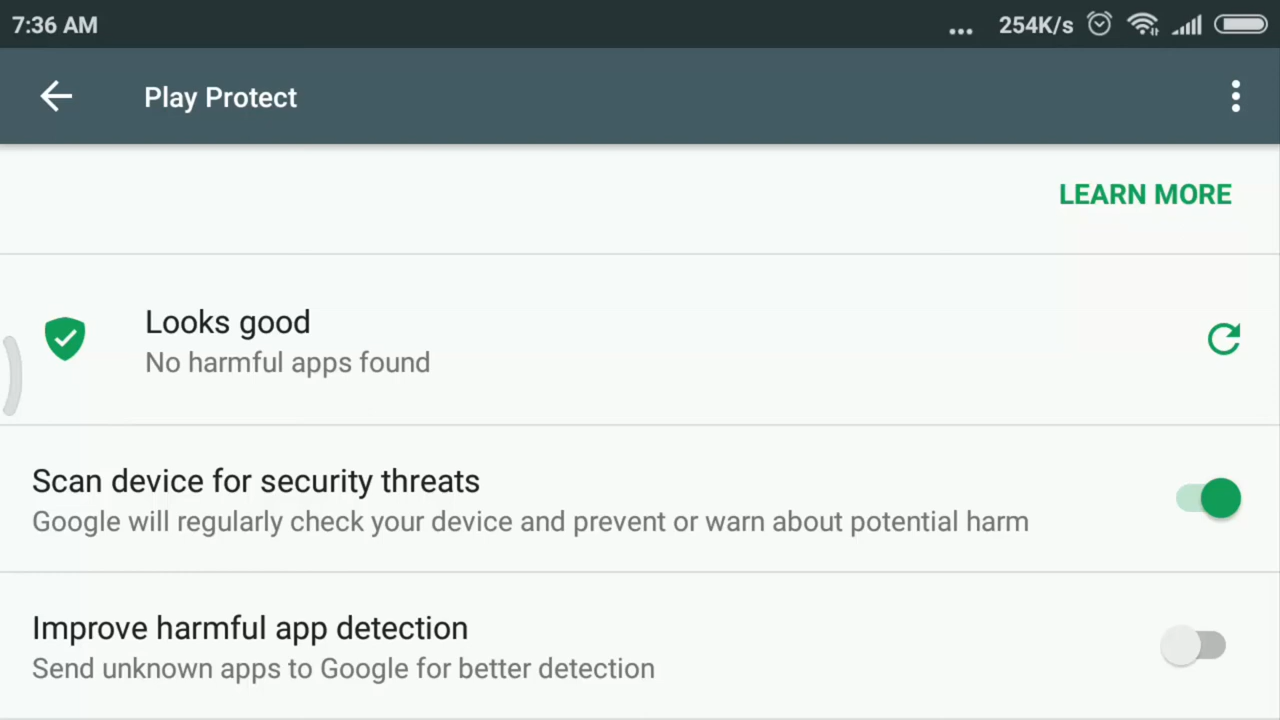 7:36 AM
... 254K/s
Play Protect
LEARN MORE
Looks good
No harmful apps found
Scan device for security threats
Google will regularly check your device and prevent or warn about potential harm
Improve harmful app detection
Send unknown apps to Google for better detection